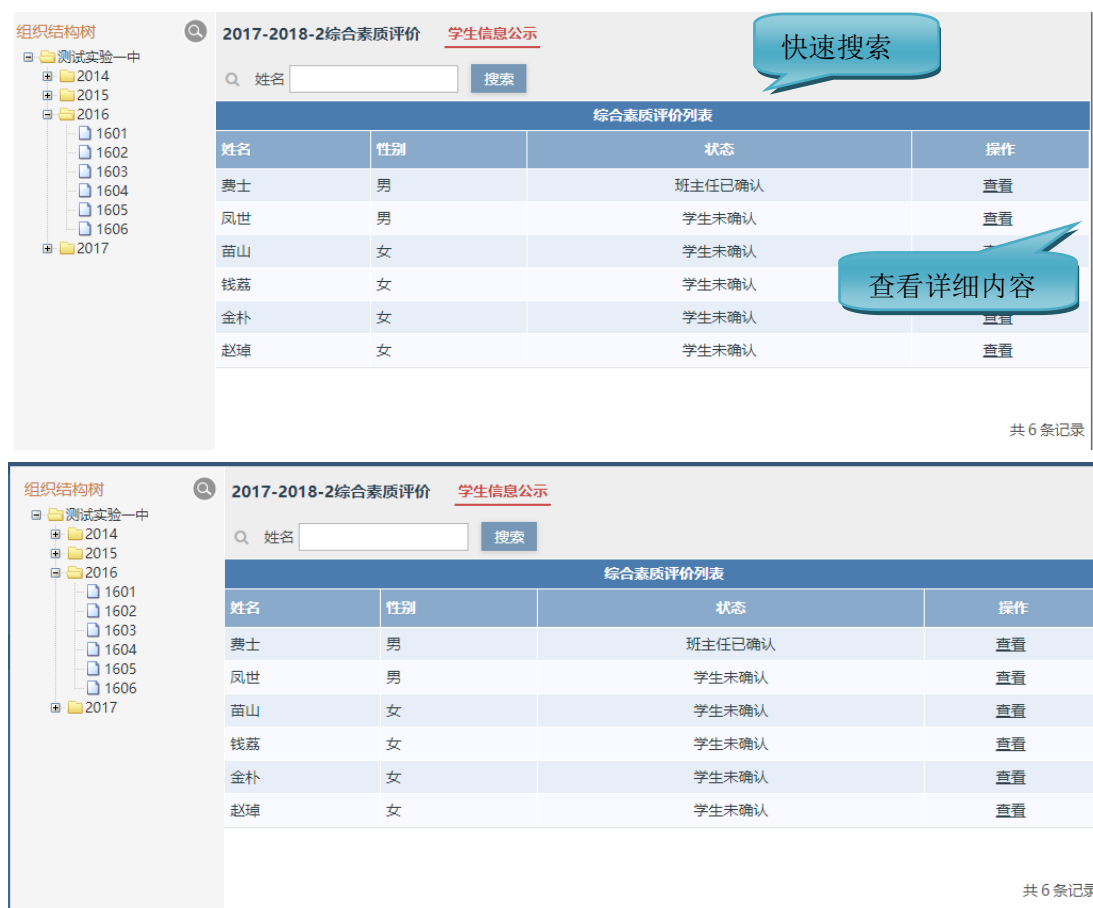 组织结构树
测试实验一中
2014
2015
2016
1601
1602
1603
1604
1605
1606
2017
2017-2018-2综合素质评价 学生信息公示
快速搜索
姓名 搜索
综合素质评价列表
姓名 性别 状态 操作
费士 男 班主任已确认 查看
凤世 男 学生未确认 查看
苗山 女 学生未确认
钱荔 女 学生未确认
查看详细内容
金朴 女 学生未确认 查看
赵琸 女 学生未确认 查看
共6条记录
组织结构树
测试实验一中
2014
2015
2016
1601
1602
1603
1604
1605
1606
2017
2017-2018-2综合素质评价 学生信息公示
姓名 搜索
综合素质评价列表
姓名 性别 状态 操作
费士 男 班主任已确认 查看
凤世 男 学生未确认 查看
苗山 女 学生未确认 查看
钱荔 女 学生未确认 查看
金朴 女 学生未确认 查看
赵琸 女 学生未确认 查看
共6条记录